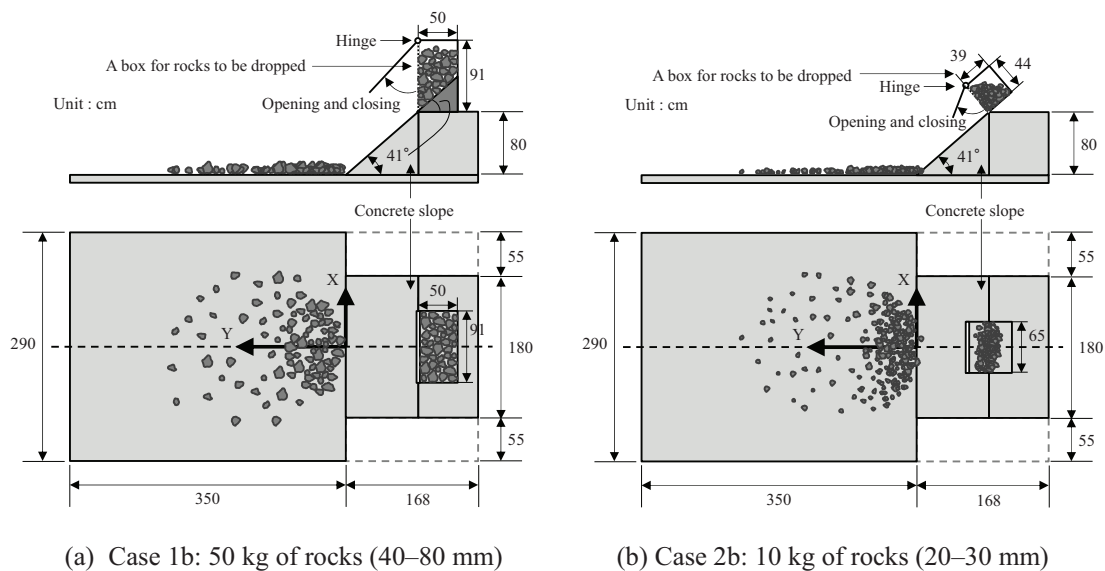 50
Hinge
A box for rocks to be dropped
91
Opening and closing
Unit : cm
41°
80
Concrete slope
55
X
50
Y
91
290
180
55
350
168
(a) Case 1b: 50 kg of rocks (40–80 mm)
39
44
A box for rocks to be dropped
Hinge
Unit : cm
Opening and closing
41°
80
Concrete slope
55
X
Y
65
290
180
55
350
168
(b) Case 2b: 10 kg of rocks (20–30 mm)